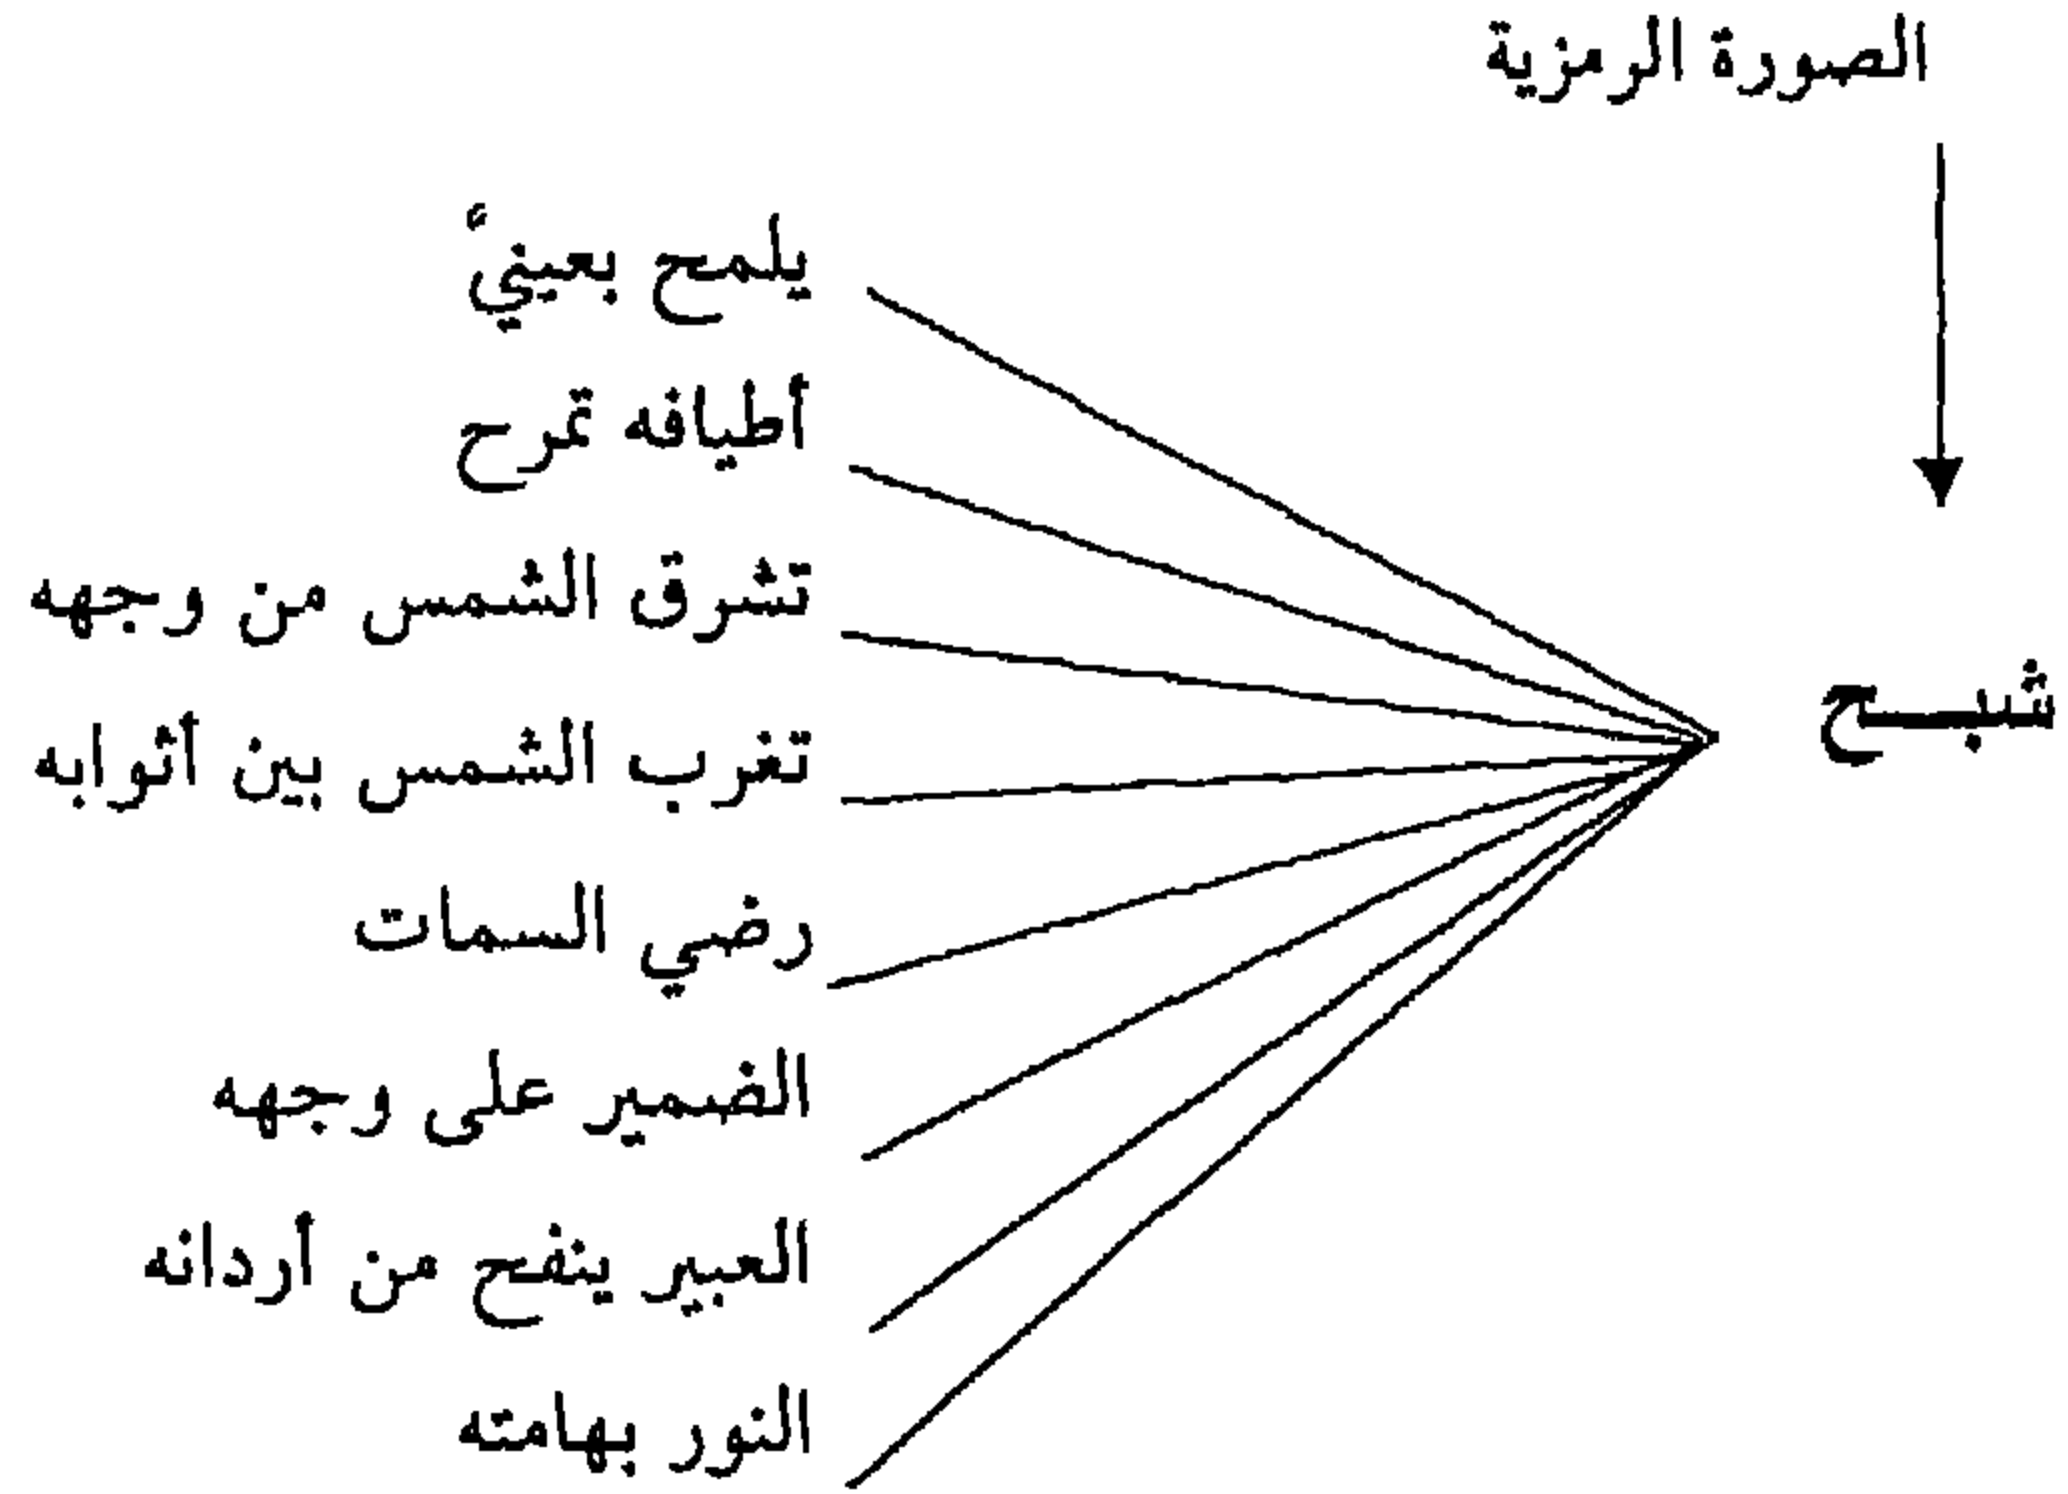 الصورة الرمزية
يلمح بعينيً
أطيافه تمرح
تشرق الشمس من وجهه
شبـح
تغرب الشمس بين أثوابه
رضي السمات
الضمير على وجهه
العبير ينفح من أردانه
النور بهامته